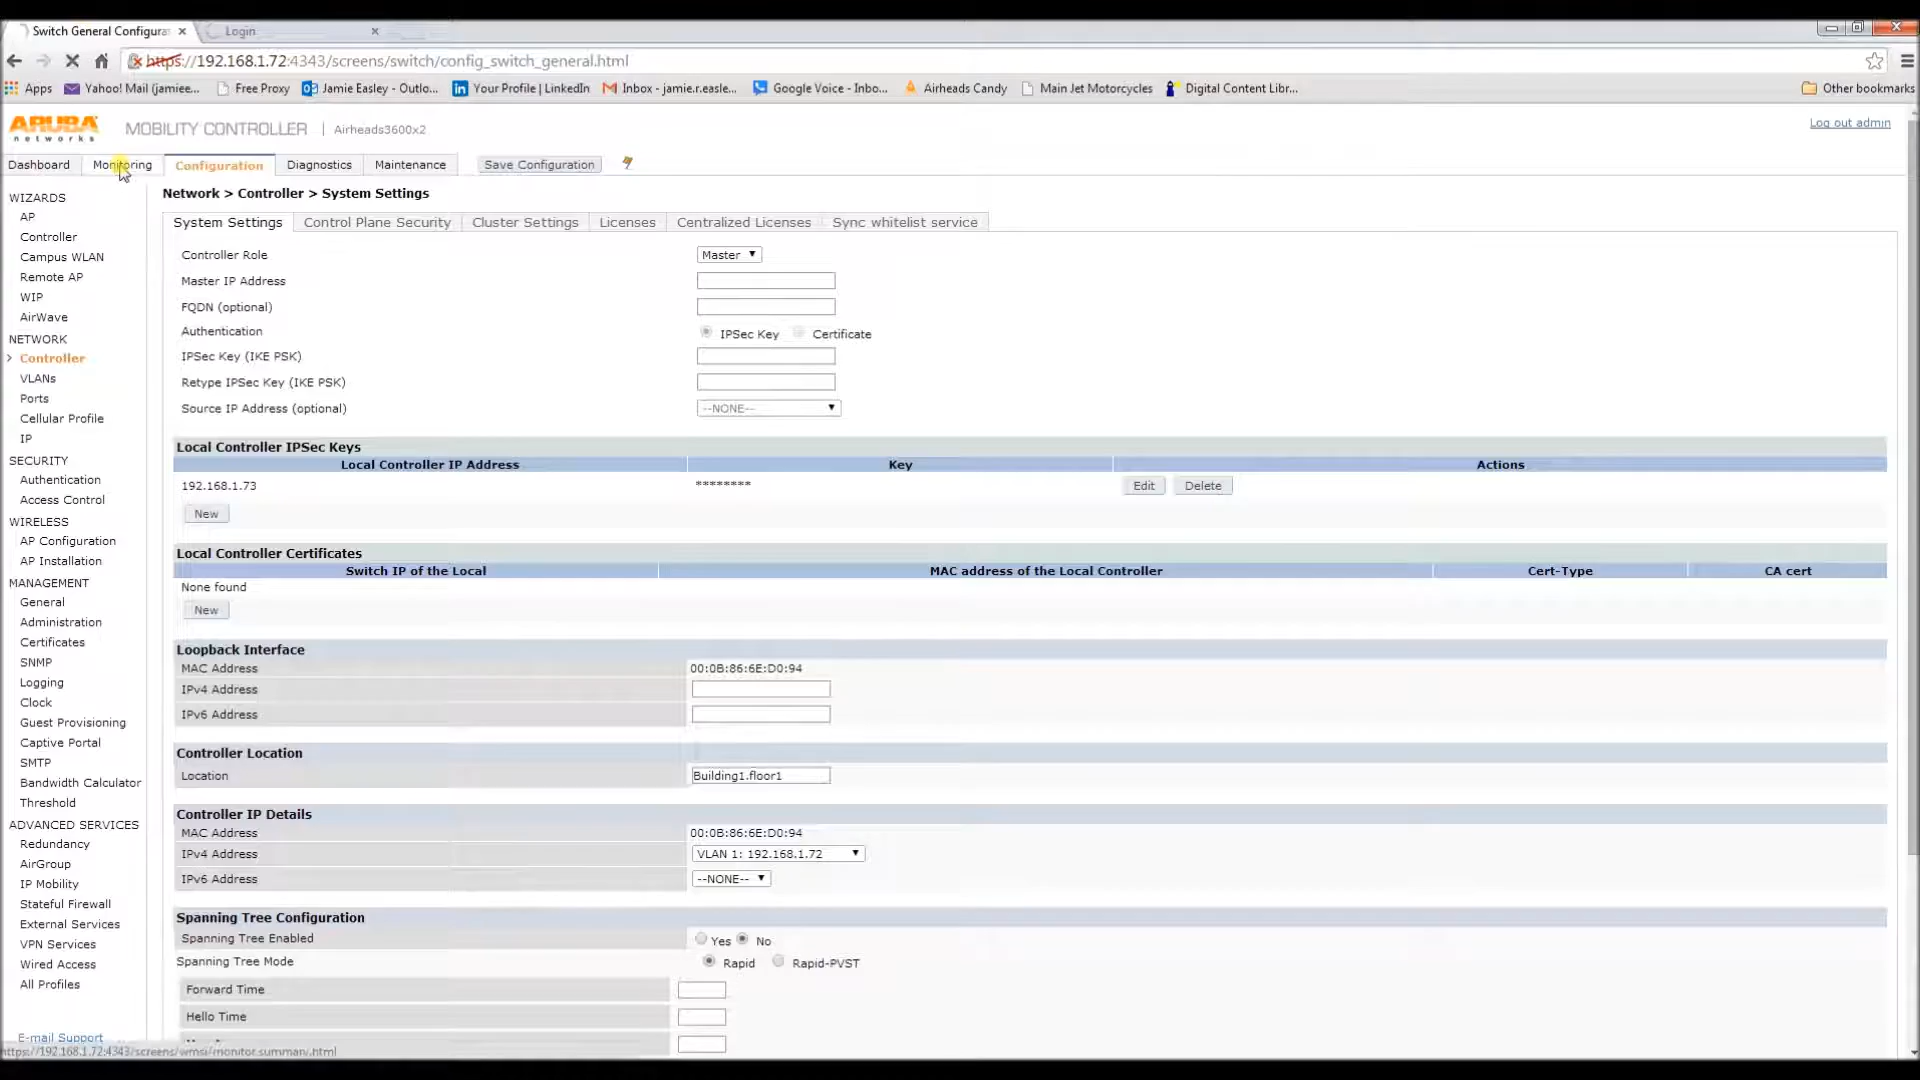 Switch General Configurat
Login
https://192.168.1.72:4343/screens/switch/config_switch_general.html
Apps Yahoo! Mail (jamiee... Free Proxy Jamie Easley - Outlo... Your Profile | LinkedIn Inbox - jamie.r.easle... Google Voice - Inbo... Airheads Candy Main Jet Motorcycles Digital Content Libr... Other bookmarks
ARUBA networks MOBILITY CONTROLLER | Airheads3600x2 Log out admin
Dashboard Monitoring Configuration Diagnostics Maintenance Save Configuration
WIZARDS
AP
Controller
Campus WLAN
Remote AP
WIP
AirWave
NETWORK
> Controller
VLANs
Ports
Cellular Profile
IP
SECURITY
Authentication
Access Control
WIRELESS
AP Configuration
AP Installation
MANAGEMENT
General
Administration
Certificates
SNMP
Logging
Clock
Guest Provisioning
Captive Portal
SMTP
Bandwidth Calculator
Threshold
ADVANCED SERVICES
Redundancy
AirGroup
IP Mobility
Stateful Firewall
External Services
VPN Services
Wired Access
All Profiles
E-mail Support
Network > Controller > System Settings
System Settings Control Plane Security Cluster Settings Licenses Centralized Licenses Sync whitelist service
Controller Role Master
Master IP Address
FQDN (optional)
Authentication IPSec Key Certificate
IPSec Key (IKE PSK)
Retype IPSec Key (IKE PSK)
Source IP Address (optional) --NONE--
Local Controller IPSec Keys
Local Controller IP Address Key Actions
192.168.1.73 ******** Edit Delete
New
Local Controller Certificates
Switch IP of the Local MAC address of the Local Controller Cert-Type CA cert
None found
New
Loopback Interface
MAC Address 00:0B:86:6E:D0:94
IPv4 Address
IPv6 Address
Controller Location
Location Building1.floor1
Controller IP Details
MAC Address 00:0B:86:6E:D0:94
IPv4 Address VLAN 1: 192.168.1.72
IPv6 Address --NONE--
Spanning Tree Configuration
Spanning Tree Enabled Yes No
Spanning Tree Mode Rapid Rapid-PVST
Forward Time
Hello Time
https://192.168.1.72:4343/screens/wmsi/monitor.summary.html